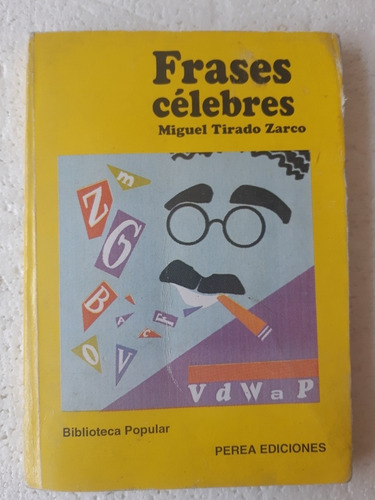 Frases
célebres
Miguel Tirado Zarco
m
Z
G
B
A
C
F
O
V
V d W a P
Biblioteca Popular
PEREA EDICIONES